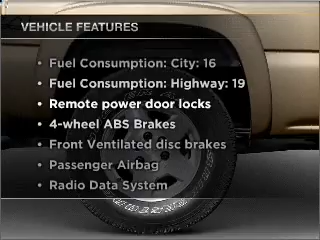 VEHICLE FEATURES
• Fuel Consumption: City: 16
• Fuel Consumption: Highway: 19
• Remote power door locks
• 4-wheel ABS Brakes
• Front Ventilated disc brakes
• Passenger Airbag
• Radio Data System